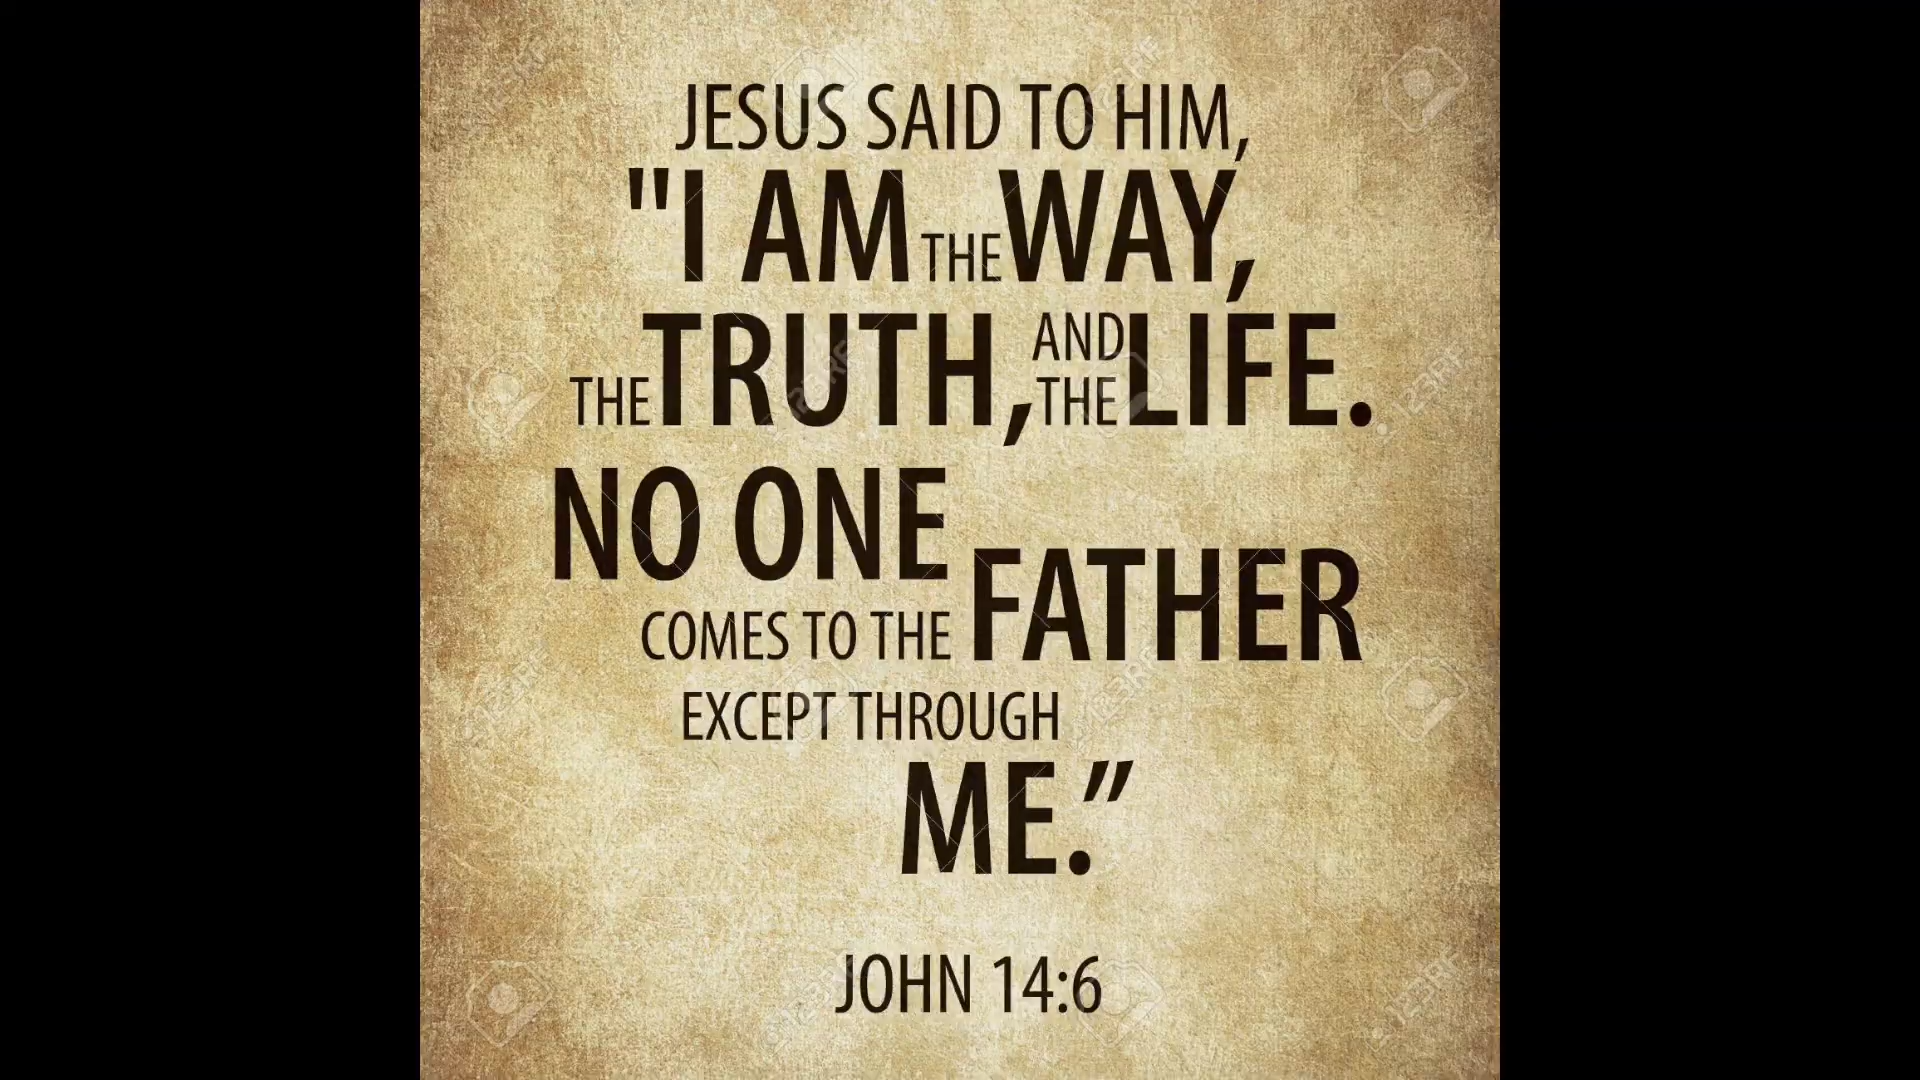 JESUS SAID TO HIM,
"I AM THE WAY,
THE TRUTH, AND THE LIFE.
NO ONE
COMES TO THE FATHER
EXCEPT THROUGH
ME.”
JOHN 14:6
123RF